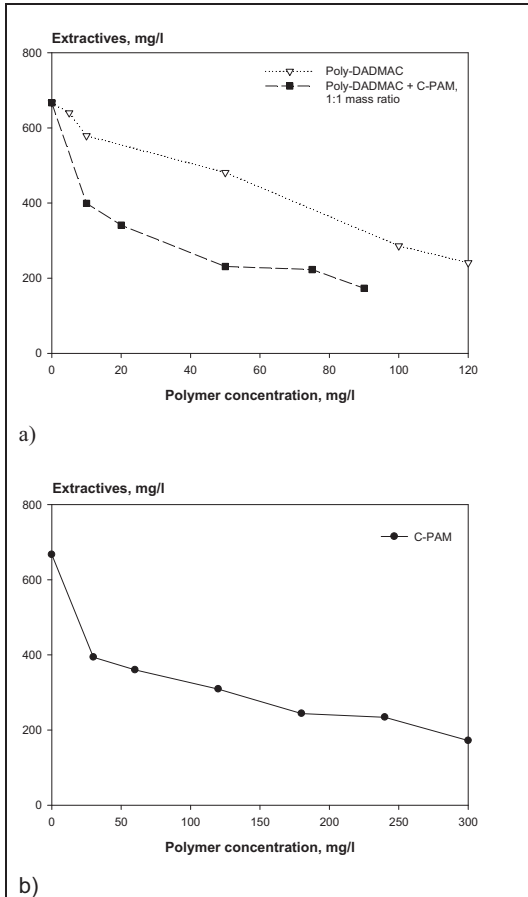 Extractives, mg/l
800
600
400
200
0
Poly-DADMAC
Poly-DADMAC + C-PAM,
1:1 mass ratio
0 20 40 60 80 100 120
Polymer concentration, mg/l
a)
Extractives, mg/l
800
600
400
200
0
C-PAM
0 50 100 150 200 250 300
Polymer concentration, mg/l
b)